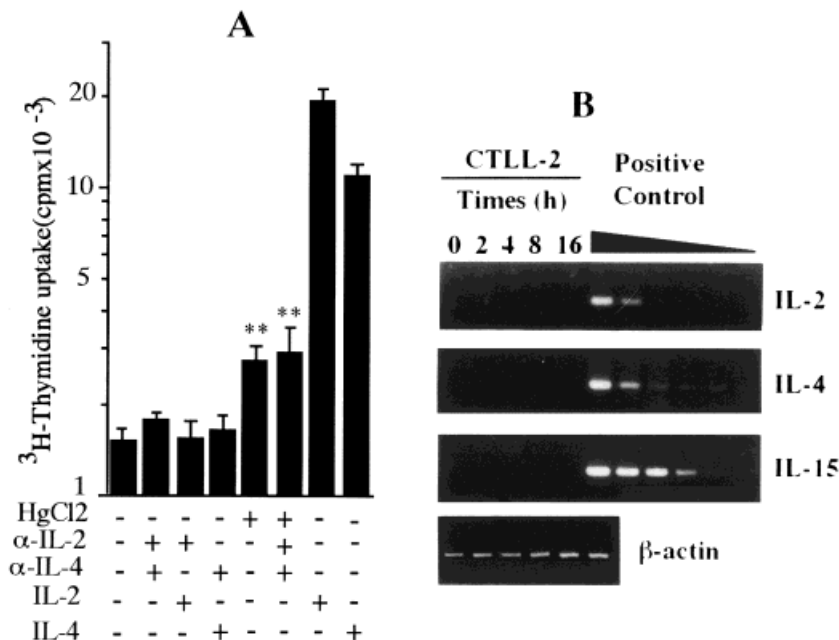 A
³H-Thymidine uptake(cpmx10 -3)
20
10
5
1
** **
HgCl2 - - - - + + - -
α-IL-2 - + + - - + - -
α-IL-4 - + - + - + - -
IL-2 - - + - - - + -
IL-4 - - - + - - - +
B
CTLL-2
Times (h)
0 2 4 8 16
Positive
Control
IL-2
IL-4
IL-15
β-actin